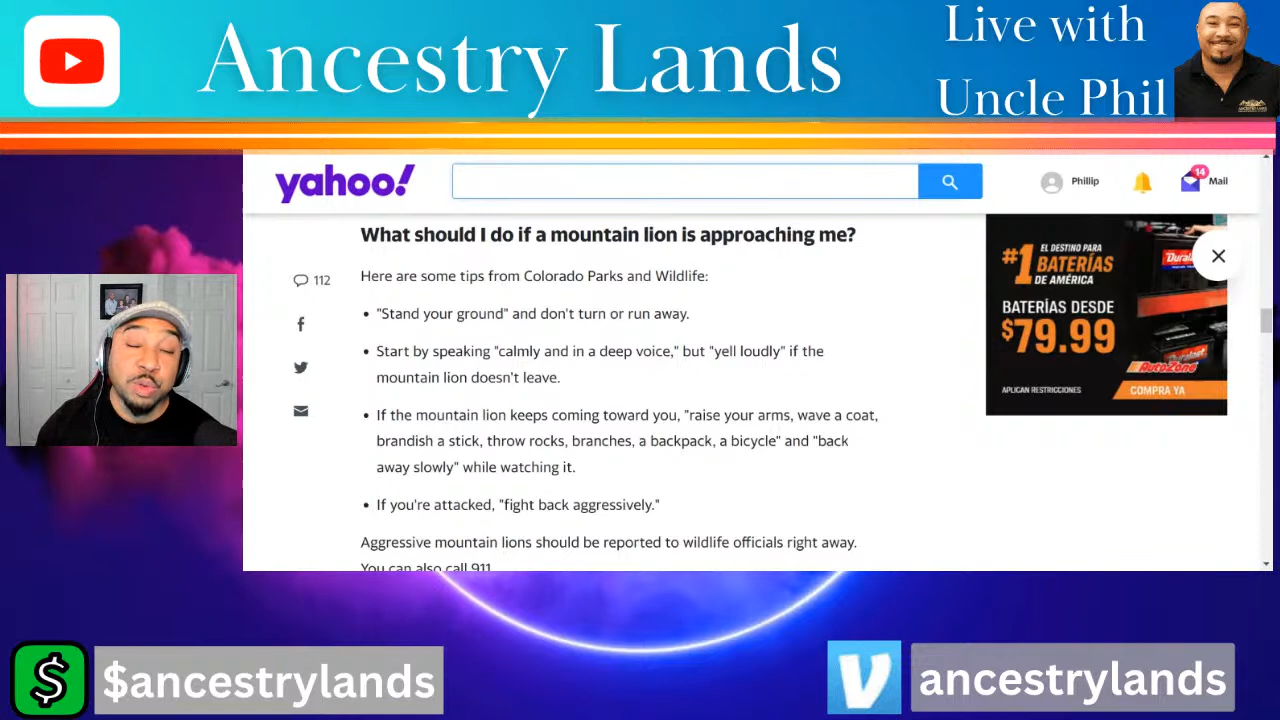 Ancestry Lands
Live with
Uncle Phil
yahoo!
Phillip
14
Mail
What should I do if a mountain lion is approaching me?
112
Here are some tips from Colorado Parks and Wildlife:
• "Stand your ground" and don't turn or run away.
• Start by speaking "calmly and in a deep voice," but "yell loudly" if the
mountain lion doesn't leave.
• If the mountain lion keeps coming toward you, "raise your arms, wave a coat,
brandish a stick, throw rocks, branches, a backpack, a bicycle" and "back
away slowly" while watching it.
• If you're attacked, "fight back aggressively."
Aggressive mountain lions should be reported to wildlife officials right away.
You can also call 911.
#1 EL DESTINO PARA
BATERÍAS
DE AMÉRICA
BATERÍAS DESDE
$79.99
AutoZone
APLICAN RESTRICCIONES
COMPRA YA
$ancestrylands
ancestrylands